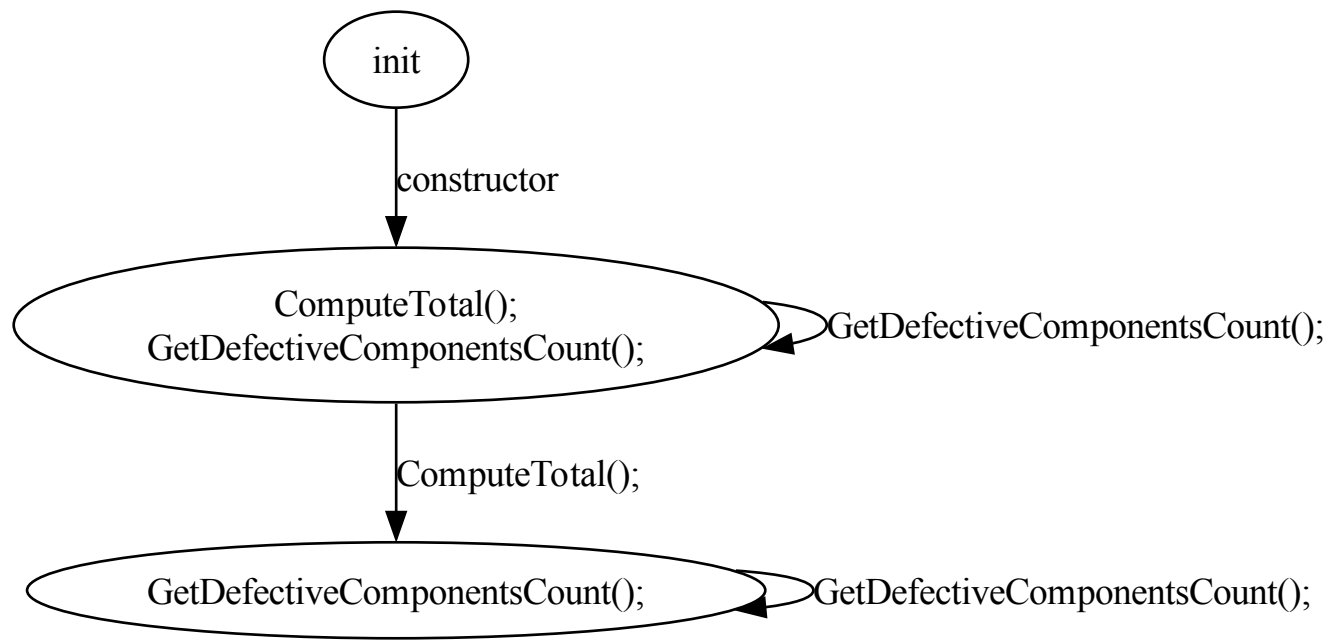 init
constructor
ComputeTotal();
GetDefectiveComponentsCount();
GetDefectiveComponentsCount();
ComputeTotal();
GetDefectiveComponentsCount();
GetDefectiveComponentsCount();